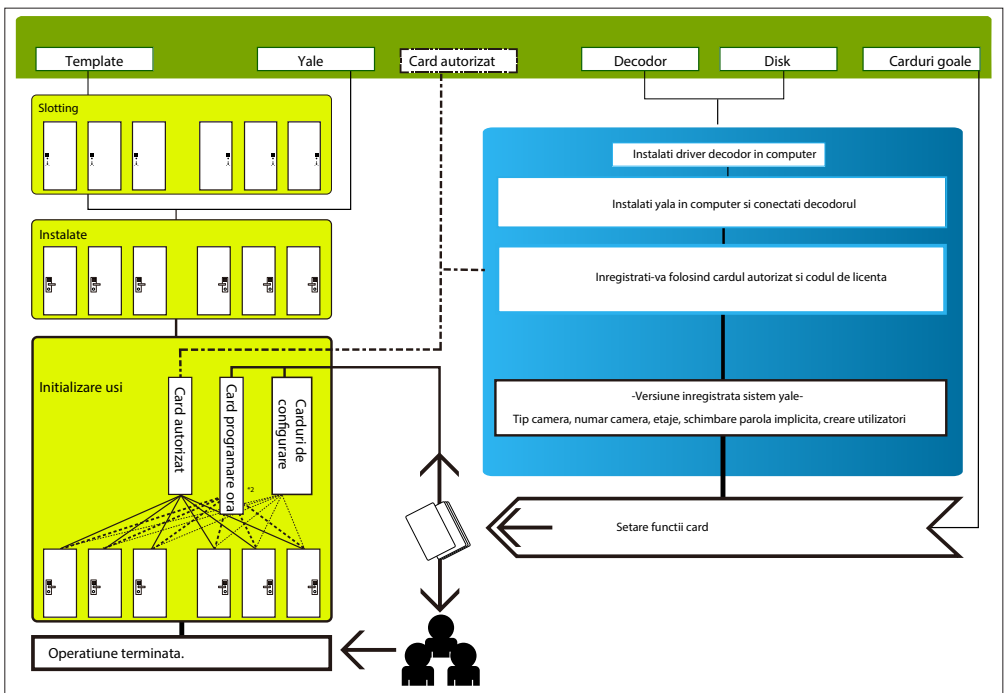 Template
Yale
Card autorizat
Decodor
Disk
Carduri goale
Slotting
Instalati driver decodor in computer
Instalati yala in computer si conectati decodorul
Instalate
Inregistrati-va folosind cardul autorizat si codul de licenta
Initializare usi
Card autorizat
Card programare ora
Carduri de
configurare
*2
-Versiune inregistrata sistem yale-
Tip camera, numar camera, etaje, schimbare parola implicita, creare utilizatori
Setare functii card
Operatiune terminata.